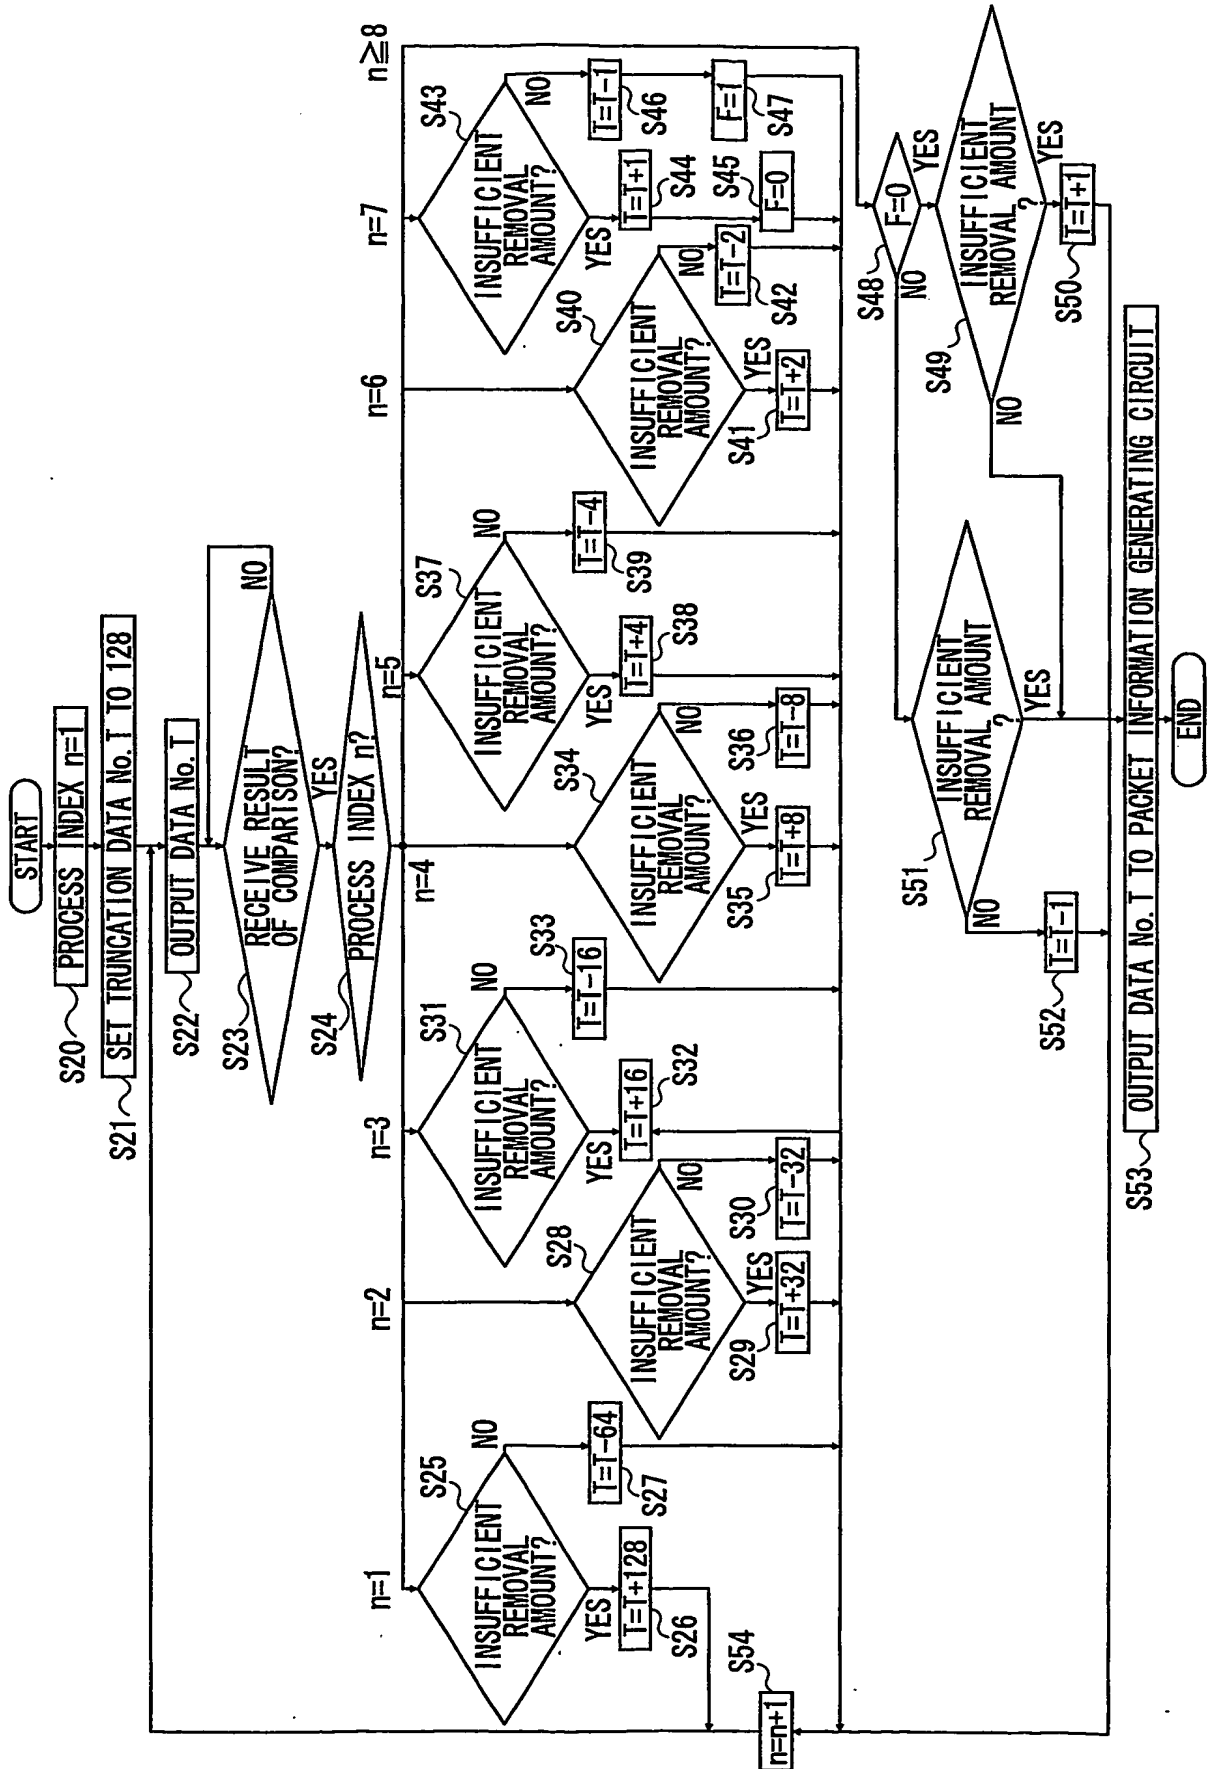 START
PROCESS INDEX n=1
S20
SET TRUNCATION DATA No.T TO 128
S21
OUTPUT DATA No.T
S22
RECEIVE RESULT
OF COMPARISON?
S23
NO
YES
PROCESS INDEX n?
S24
n=1
n=2
n=3
n=4
n=5
n=6
n=7
n≧8
INSUFFICIENT
REMOVAL
AMOUNT?
S25
YES
NO
T=T+128
S26
T=T-64
S27
INSUFFICIENT
REMOVAL
AMOUNT?
S28
YES
NO
T=T+32
S29
T=T-32
S30
INSUFFICIENT
REMOVAL
AMOUNT?
S31
YES
NO
T=T+16
S32
T=T-16
S33
INSUFFICIENT
REMOVAL
AMOUNT?
S34
YES
NO
T=T+8
S35
T=T-8
S36
INSUFFICIENT
REMOVAL
AMOUNT?
S37
YES
NO
T=T+4
S38
T=T-4
S39
INSUFFICIENT
REMOVAL
AMOUNT?
S40
YES
NO
T=T+2
S41
T=T-2
S42
INSUFFICIENT
REMOVAL
AMOUNT?
S43
YES
NO
T=T+1
S44
F=0
S45
T=T-1
S46
F=1
S47
F=0
S48
NO
YES
INSUFFICIENT
REMOVAL AMOUNT
?
S49
NO
YES
T=T+1
S50
INSUFFICIENT
REMOVAL AMOUNT
?
S51
NO
YES
T=T-1
S52
n=n+1
S54
OUTPUT DATA No.T TO PACKET INFORMATION GENERATING CIRCUIT
S53
END